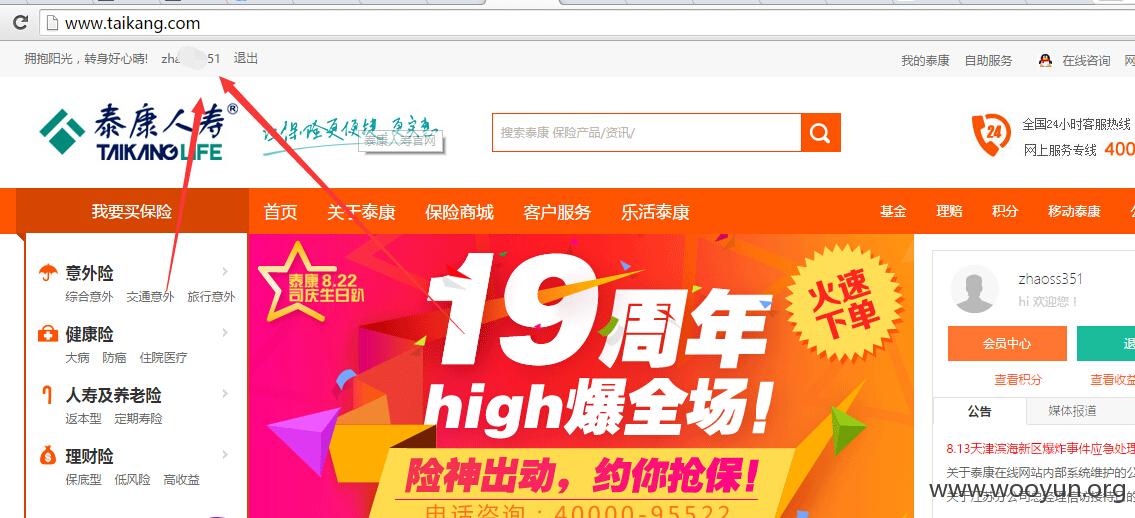 www.taikang.com
拥抱阳光，转身好心晴! zha 51 退出
我的泰康 自助服务 在线咨询 网
泰康人寿®
TAIKANG LIFE
让保险更便捷 更实惠
泰康人寿官网
搜索泰康 保险产品/资讯/
24
全国24小时客服热线
网上服务专线 400
我要买保险 首页 关于泰康 保险商城 客户服务 乐活泰康 基金 理赔 积分 移动泰康
意外险
综合意外 交通意外 旅行意外
健康险
大病 防癌 住院医疗
人寿及养老险
返本型 定期寿险
理财险
保底型 低风险 高收益
泰康 8.22
司庆生日趴
19周年
high爆全场!
火速
下单
险神出动，约你抢保!
电话咨询：40000-95522
zhaoss351
hi 欢迎您！
会员中心 退
查看积分 查看收益
公告 媒体报道
8.13天津滨海新区爆炸事件应急处理
关于泰康在线网站内部系统维护的公
www.wooyun.org